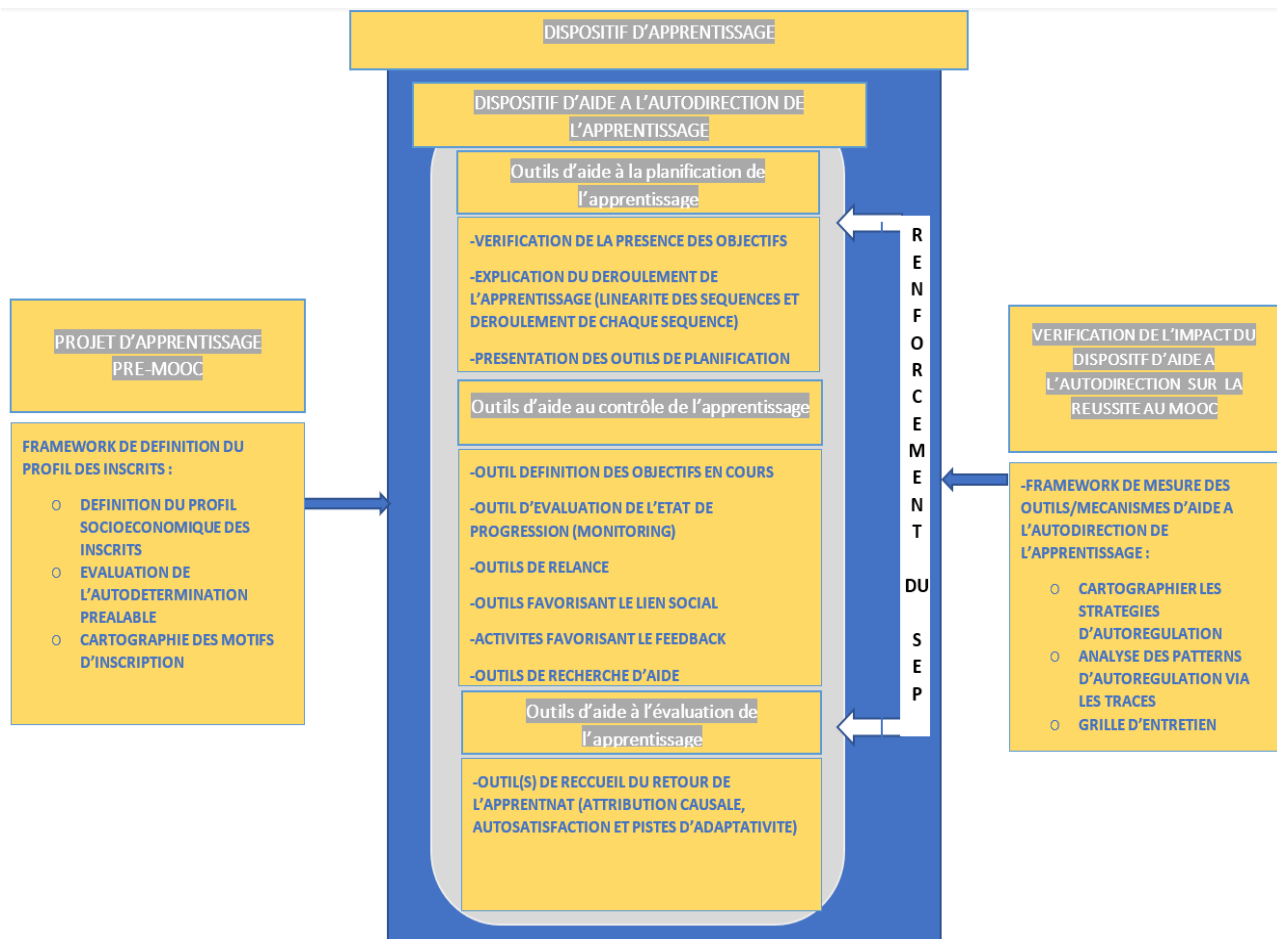 DISPOSITIF D'APPRENTISSAGE
DISPOSITIF D'AIDE A L'AUTODIRECTION DE
L'APPRENTISSAGE
Outils d'aide à la planification de
l'apprentissage
-VERIFICATION DE LA PRESENCE DES OBJECTIFS
-EXPLICATION DU DEROULEMENT DE
L'APPRENTISSAGE (LINEARITE DES SEQUENCES ET
DEROULEMENT DE CHAQUE SEQUENCE)
-PRESENTATION DES OUTILS DE PLANIFICATION
Outils d'aide au contrôle de l'apprentissage
-OUTIL DEFINITION DES OBJECTIFS EN COURS
-OUTIL D'EVALUATION DE L'ETAT DE
PROGRESSION (MONITORING)
-OUTILS DE RELANCE
-OUTILS FAVORISANT LE LIEN SOCIAL
-ACTIVITES FAVORISANT LE FEEDBACK
-OUTILS DE RECHERCHE D'AIDE
Outils d'aide à l'évaluation de
l'apprentissage
-OUTIL(S) DE RECCUEIL DU RETOUR DE
L'APPRENTNAT (ATTRIBUTION CAUSALE,
AUTOSATISFACTION ET PISTES D'ADAPTATIVITE)
RENFORCEMENT DU SEP
PROJET D'APPRENTISSAGE
PRE-MOOC
FRAMEWORK DE DEFINITION DU
PROFIL DES INSCRITS :
o DEFINITION DU PROFIL
SOCIOECONOMIQUE DES
INSCRITS
o EVALUATION DE
L'AUTODETERMINATION
PREALABLE
o CARTOGRAPHIE DES MOTIFS
D'INSCRIPTION
VERIFICATION DE L'IMPACT DU
DISPOSITF D'AIDE A
L'AUTODIRECTION SUR LA
REUSSITE AU MOOC
-FRAMEWORK DE MESURE DES
OUTILS/MECANISMES D'AIDE A
L'AUTODIRECTION DE
L'APPRENTISSAGE :
o CARTOGRAPHIER LES
STRATEGIES
D'AUTOREGULATION
o ANALYSE DES PATTERNS
D'AUTOREGULATION VIA
LES TRACES
o GRILLE D'ENTRETIEN